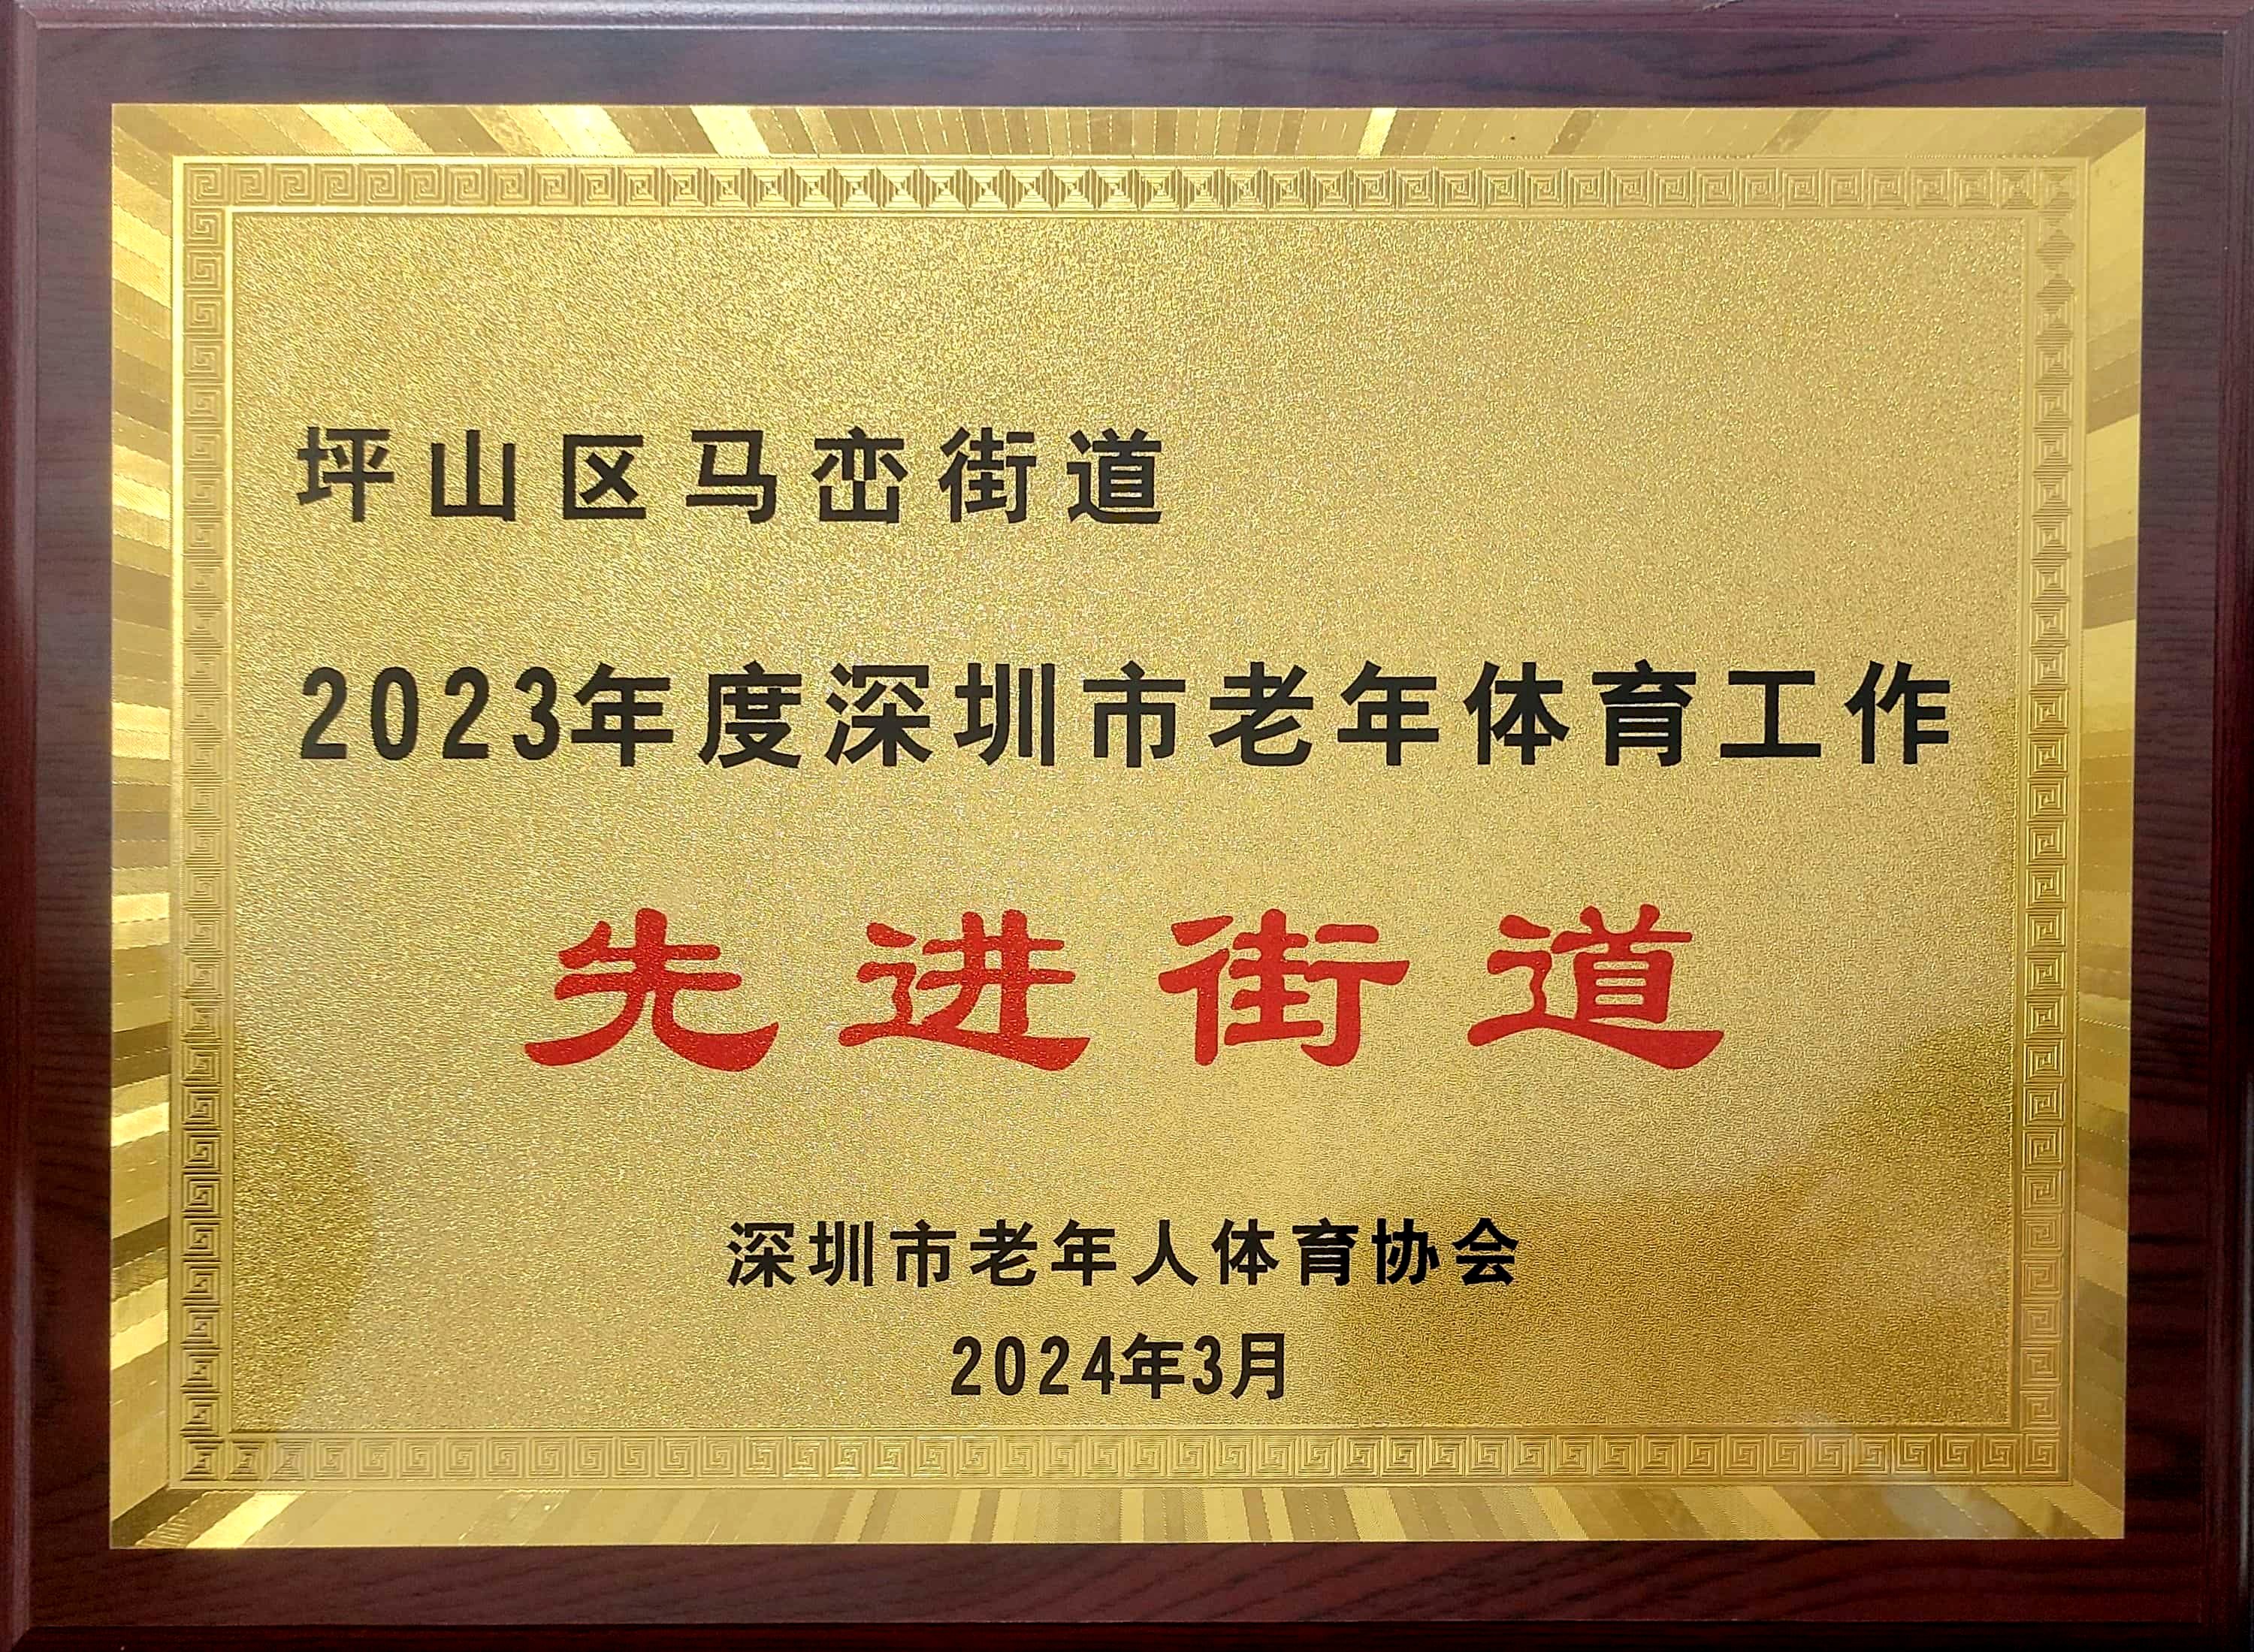 坪山区马峦街道
2023年度深圳市老年体育工作
先进街道
深圳市老年人体育协会
2024年3月